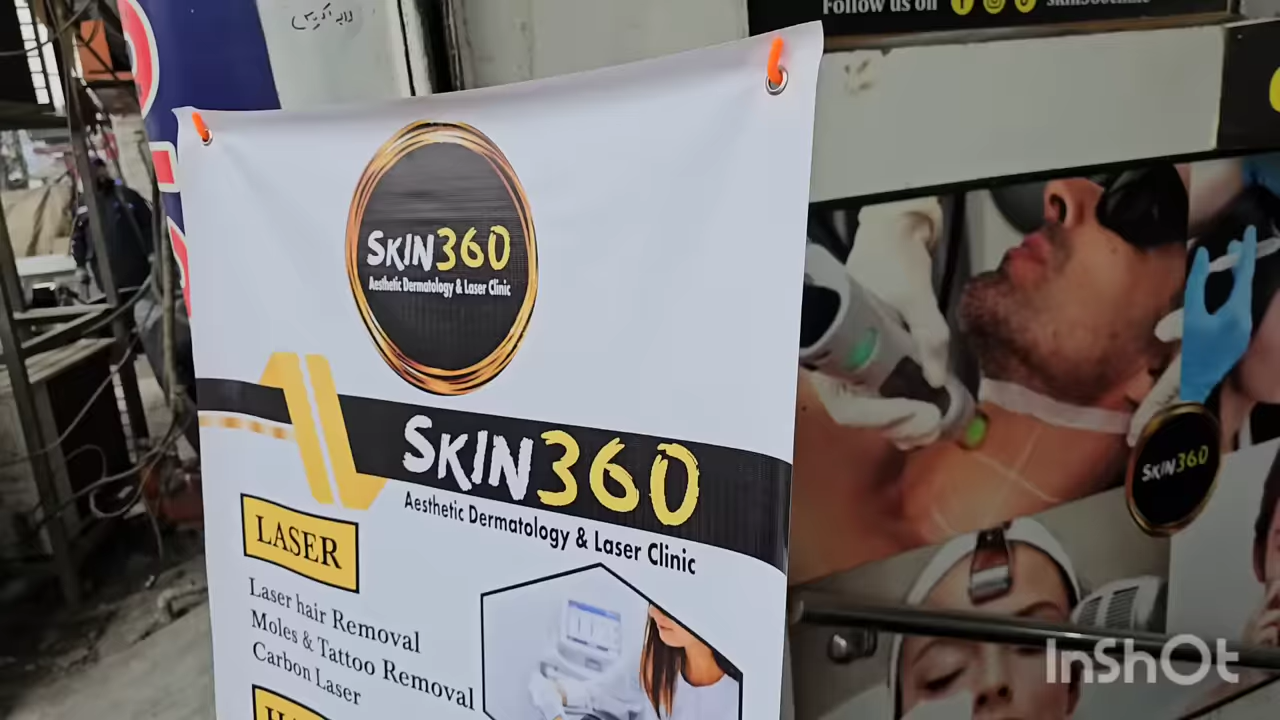 Follow us on
SKIN360
Aesthetic Dermatology & Laser Clinic
SKIN360
Aesthetic Dermatology & Laser Clinic
LASER
Laser hair Removal
Moles & Tattoo Removal
Carbon Laser
SKIN360
InShOt